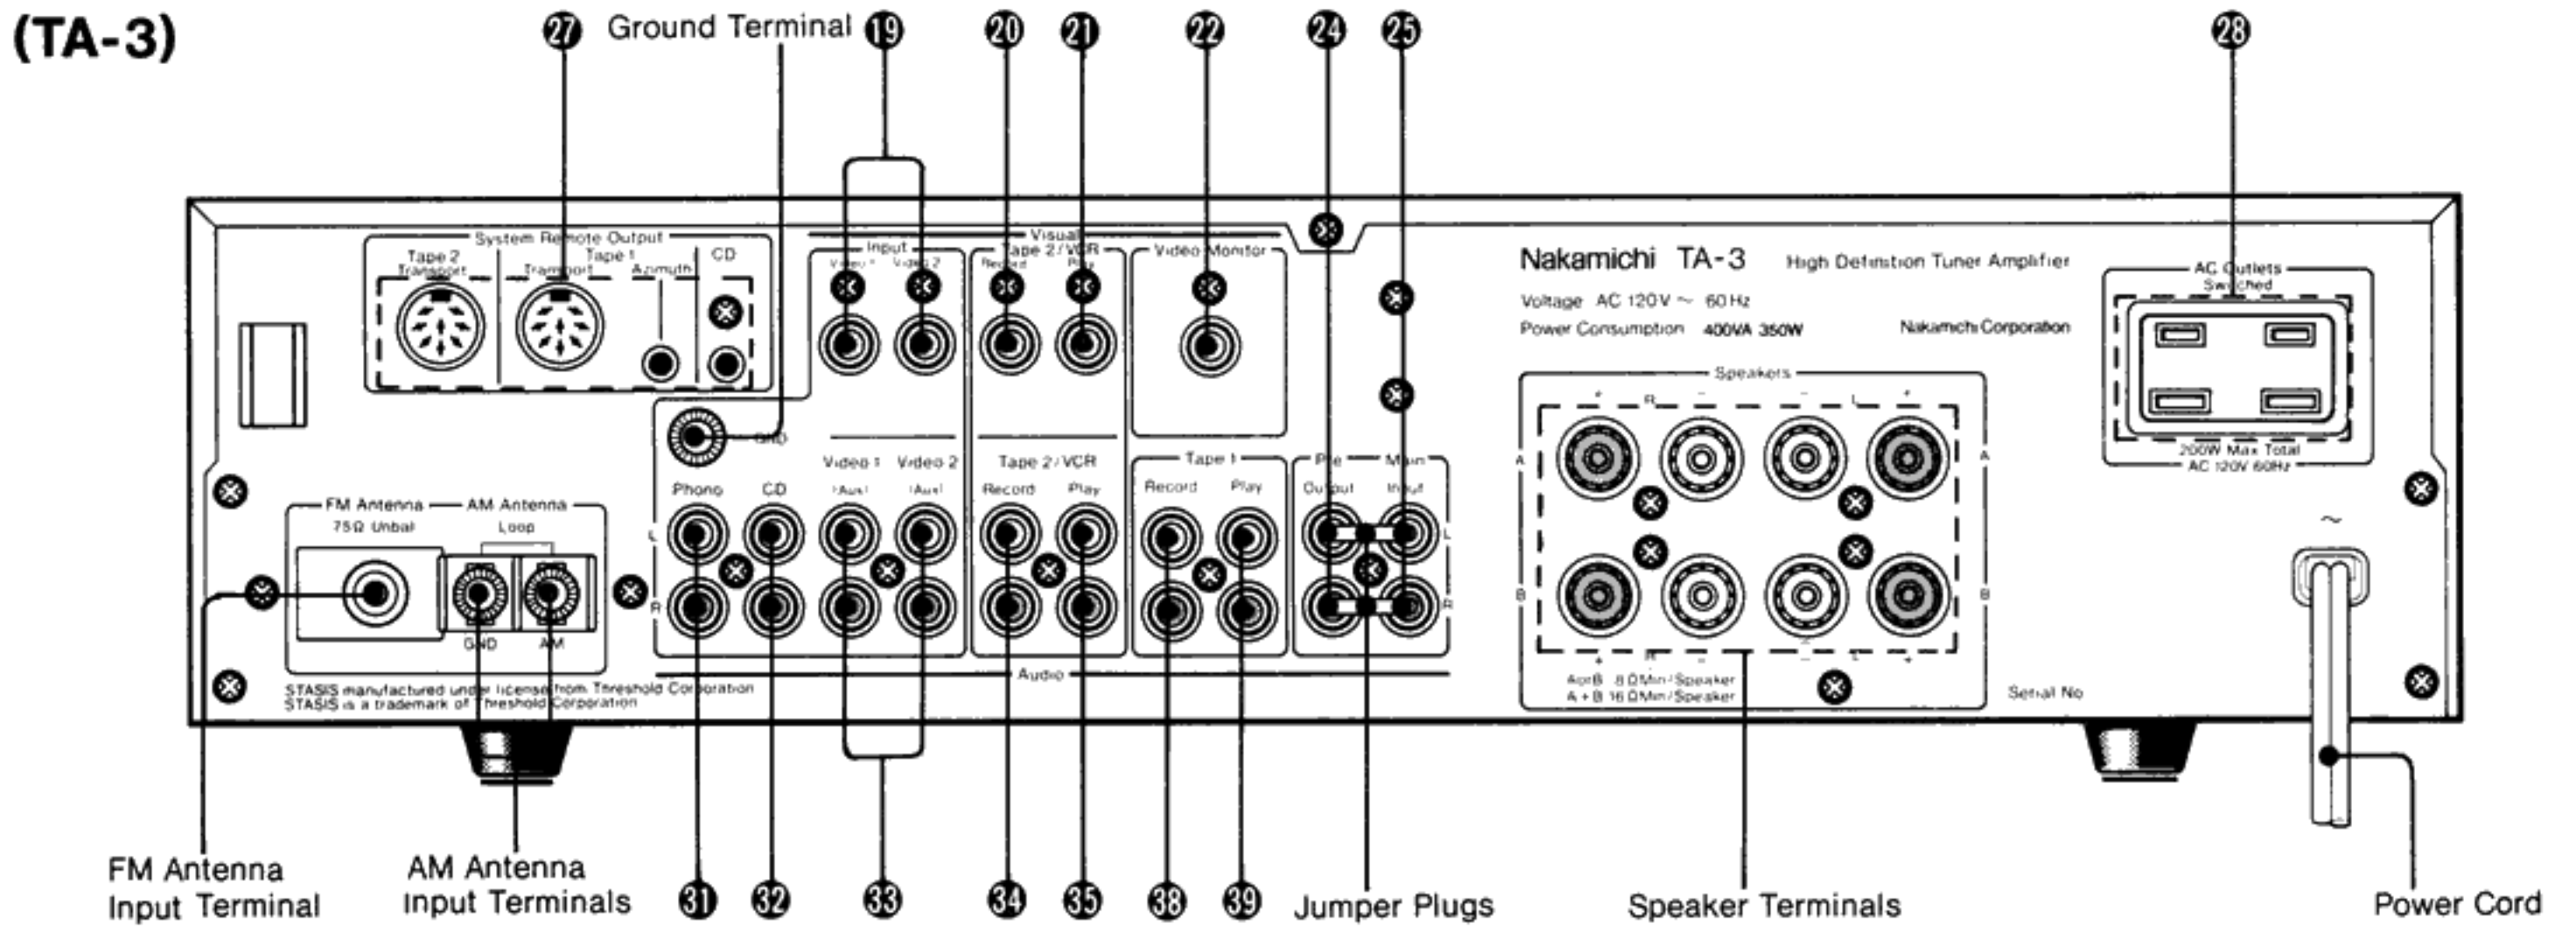 (TA-3)
27 Ground Terminal 19 20 21 22 24 25 28
System Remote Output
Tape 2 Tape 1 CD
Transport Transport Azimuth
Visual
Input Tape 2/VCR Video Monitor
Video 1 Video 2 Record Play
Nakamichi TA-3 High Definition Tuner Amplifier
Voltage AC 120V ~ 60Hz
Power Consumption 400VA 350W Nakamichi Corporation
AC Outlets
Switched
200W Max Total
AC 120V 60Hz
Speakers
+ R - - L +
A A
B B
+ R - - L +
A or B 8ΩMin/Speaker
A + B 16ΩMin/Speaker
Serial No
~
GND
Video 1 Video 2 Tape 2/VCR Tape 1 Pre Main
Phono CD (Aux) (Aux) Record Play Record Play Output Input
L L
R R
Audio
FM Antenna AM Antenna
75Ω Unbal Loop
GND AM
STASIS manufactured under license from Threshold Corporation
STASIS is a trademark of Threshold Corporation
FM Antenna
Input Terminal
AM Antenna
Input Terminals
31 32 33 34 35 38 39 Jumper Plugs Speaker Terminals Power Cord